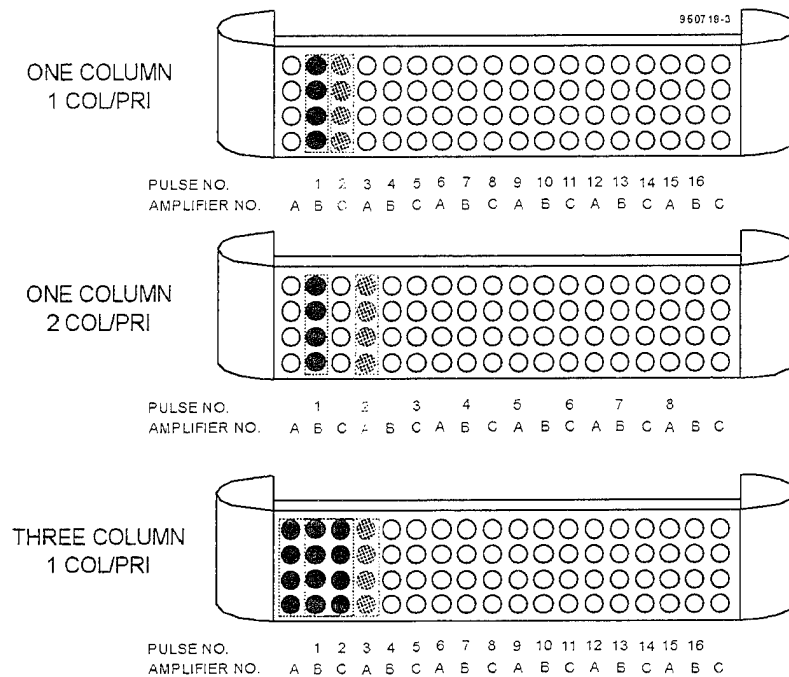 950719-3
ONE COLUMN
1 COL/PRI
PULSE NO. 1 2 3 4 5 6 7 8 9 10 11 12 13 14 15 16
AMPLIFIER NO. A B C A B C A B C A B C A B C A B C
ONE COLUMN
2 COL/PRI
PULSE NO. 1 2 3 4 5 6 7 8
AMPLIFIER NO. A B C A B C A B C A B C A B C A B C
THREE COLUMN
1 COL/PRI
PULSE NO. 1 2 3 4 5 6 7 8 9 10 11 12 13 14 15 16
AMPLIFIER NO. A B C A B C A B C A B C A B C A B C